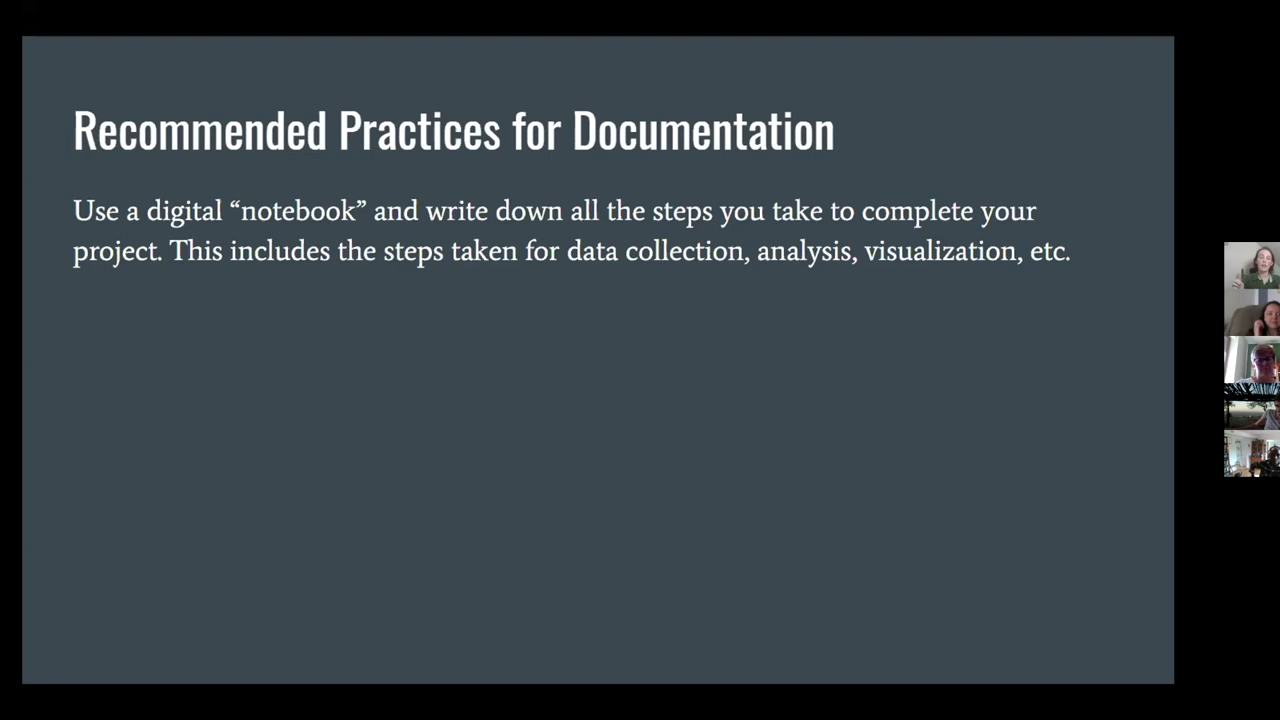 Recommended Practices for Documentation
Use a digital “notebook” and write down all the steps you take to complete your
project. This includes the steps taken for data collection, analysis, visualization, etc.